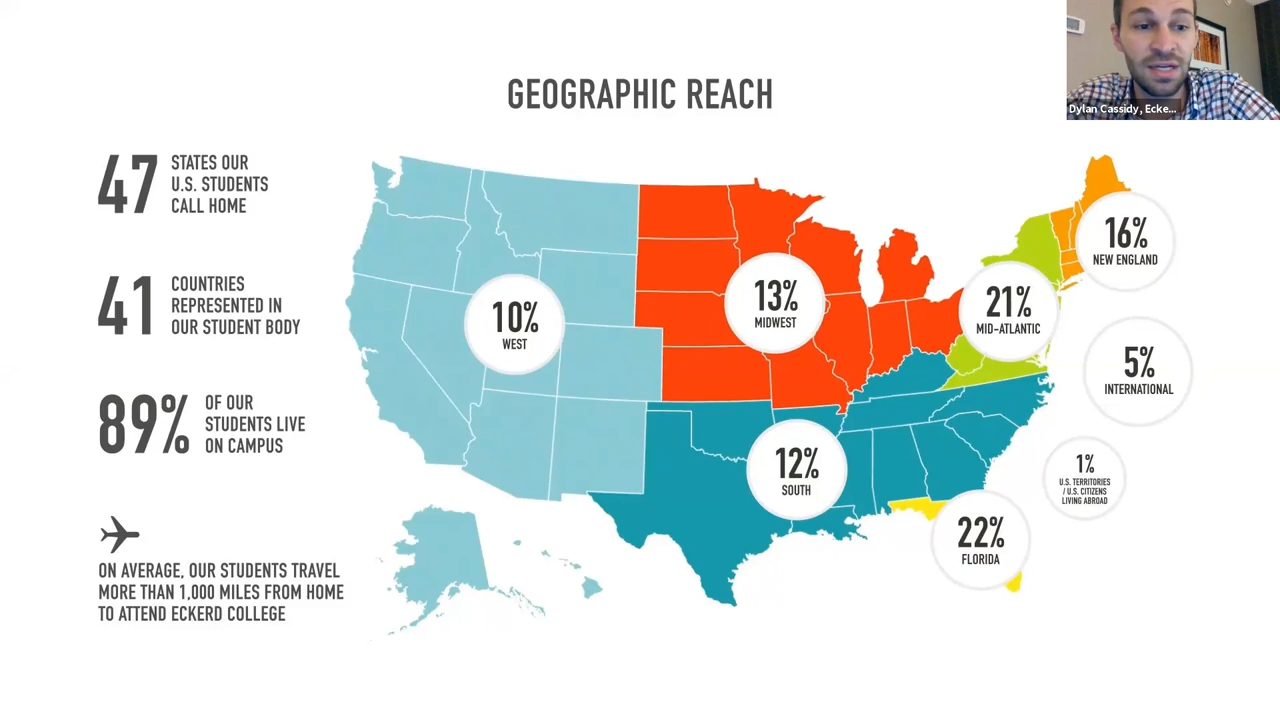 GEOGRAPHIC REACH
Dylan Cassidy, Ecke...
47
STATES OUR
U.S. STUDENTS
CALL HOME
41
COUNTRIES
REPRESENTED IN
OUR STUDENT BODY
89%
OF OUR
STUDENTS LIVE
ON CAMPUS
ON AVERAGE, OUR STUDENTS TRAVEL
MORE THAN 1,000 MILES FROM HOME
TO ATTEND ECKERD COLLEGE
10%
WEST
13%
MIDWEST
12%
SOUTH
21%
MID-ATLANTIC
16%
NEW ENGLAND
5%
INTERNATIONAL
1%
U.S. TERRITORIES
/ U.S. CITIZENS
LIVING ABROAD
22%
FLORIDA